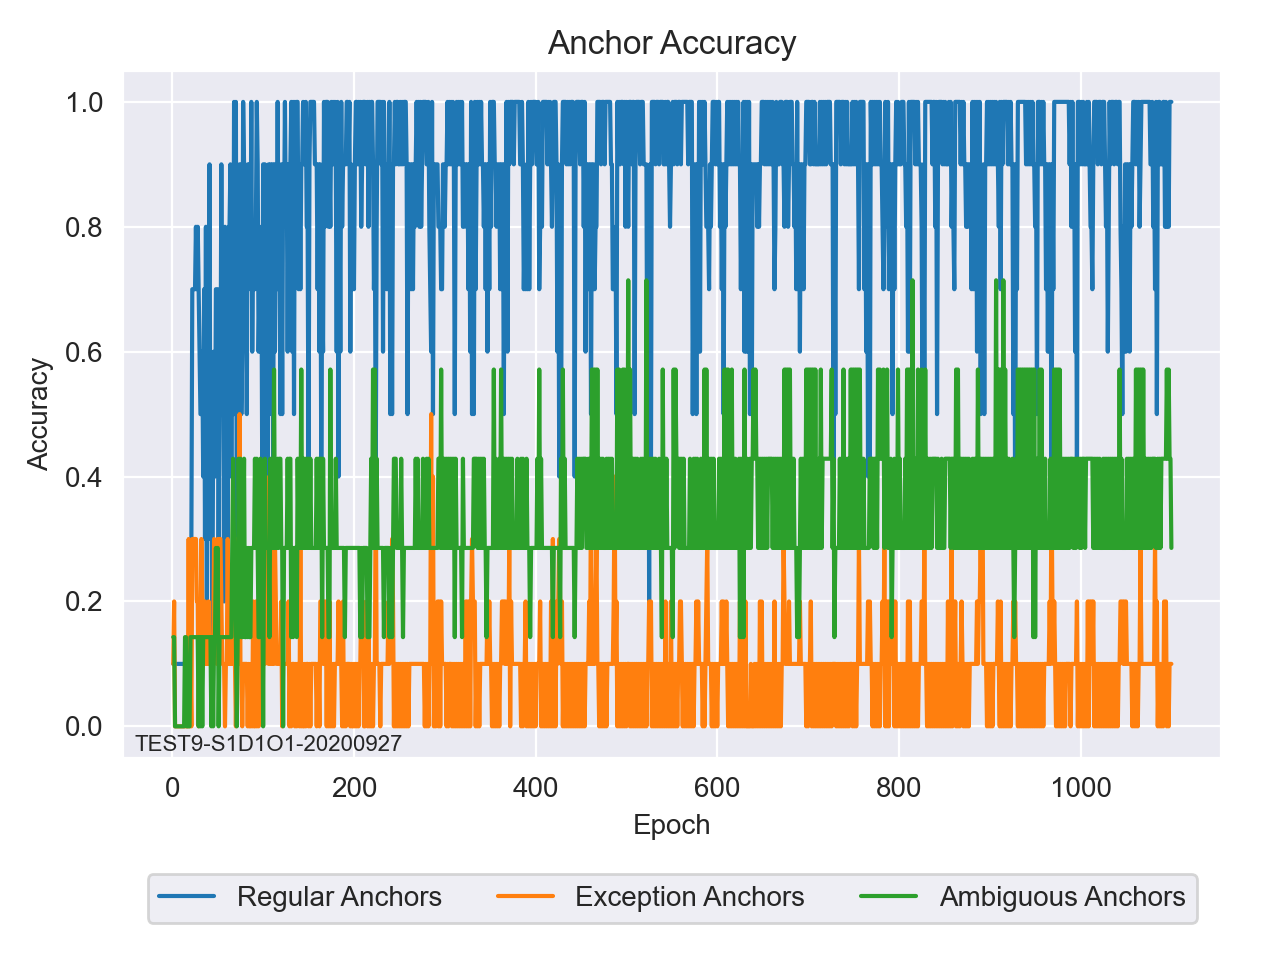 Anchor Accuracy
Accuracy
1.0
0.8
0.6
0.4
0.2
0.0
TEST9-S1D1O1-20200927
0 200 400 600 800 1000
Epoch
Regular Anchors Exception Anchors Ambiguous Anchors